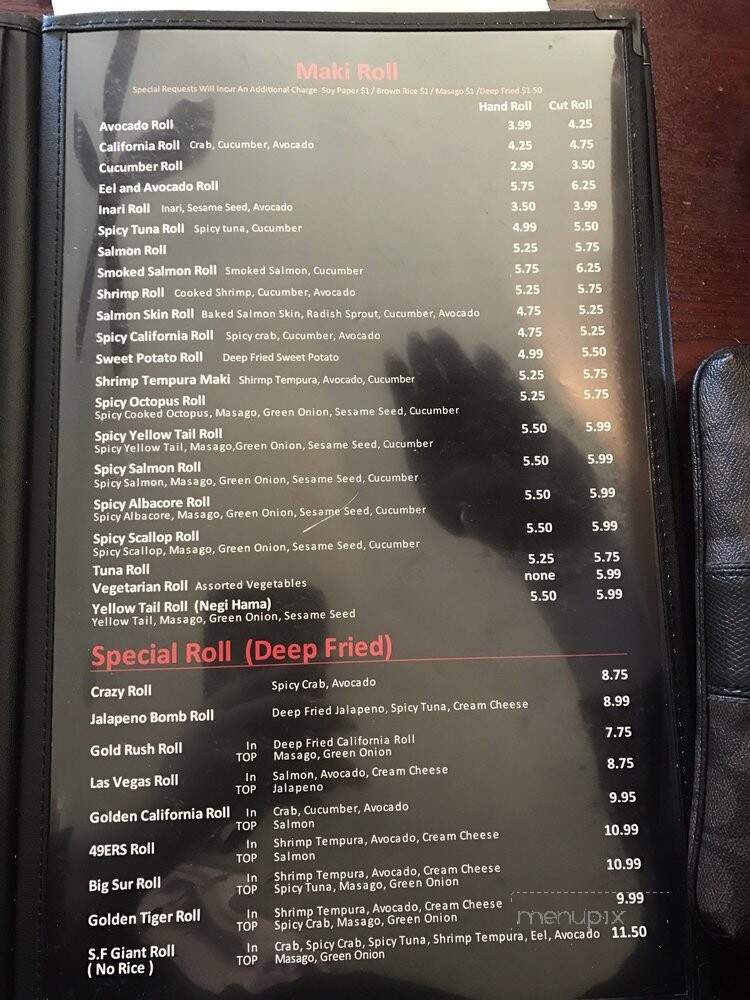 Maki Roll
Special Requests Will Incur An Additional Charge Soy Paper $1 / Brown Rice $1 / Masago $1 /Deep Fried $1.50
Hand Roll Cut Roll
Avocado Roll 3.99 4.25
California Roll Crab, Cucumber, Avocado 4.25 4.75
Cucumber Roll 2.99 3.50
Eel and Avocado Roll 5.75 6.25
Inari Roll Inari, Sesame Seed, Avocado 3.50 3.99
Spicy Tuna Roll Spicy tuna, Cucumber 4.99 5.50
Salmon Roll 5.25 5.75
Smoked Salmon Roll Smoked Salmon, Cucumber 5.75 6.25
Shrimp Roll Cooked Shrimp, Cucumber, Avocado 5.25 5.75
Salmon Skin Roll Baked Salmon Skin, Radish Sprout, Cucumber, Avocado 4.75 5.25
Spicy California Roll Spicy crab, Cucumber, Avocado 4.75 5.25
Sweet Potato Roll Deep Fried Sweet Potato 4.99 5.50
Shrimp Tempura Maki Shirmp Tempura, Avocado, Cucumber 5.25 5.75
Spicy Octopus Roll 5.25 5.75
Spicy Cooked Octopus, Masago, Green Onion, Sesame Seed, Cucumber
Spicy Yellow Tail Roll 5.50 5.99
Spicy Yellow Tail, Masago,Green Onion, Sesame Seed, Cucumber
Spicy Salmon Roll 5.50 5.99
Spicy Salmon, Masago, Green Onion, Sesame Seed, Cucumber
Spicy Albacore Roll 5.50 5.99
Spicy Albacore, Masago, Green Onion, Sesame Seed, Cucumber
Spicy Scallop Roll 5.50 5.99
Spicy Scallop, Masago, Green Onion, Sesame Seed, Cucumber
Tuna Roll 5.25 5.75
Vegetarian Roll Assorted Vegetables none 5.99
Yellow Tail Roll (Negi Hama) 5.50 5.99
Yellow Tail, Masago, Green Onion, Sesame Seed
Special Roll (Deep Fried)
Crazy Roll Spicy Crab, Avocado 8.75
Jalapeno Bomb Roll Deep Fried Jalapeno, Spicy Tuna, Cream Cheese 8.99
Gold Rush Roll In Deep Fried California Roll 7.75
TOP Masago, Green Onion
Las Vegas Roll In Salmon, Avocado, Cream Cheese 8.75
TOP Jalapeno
Golden California Roll In Crab, Cucumber, Avocado 9.95
TOP Salmon
49ERS Roll In Shrimp Tempura, Avocado, Cream Cheese 10.99
TOP Salmon
Big Sur Roll In Shrimp Tempura, Avocado, Cream Cheese 10.99
TOP Spicy Tuna, Masago, Green Onion
Golden Tiger Roll In Shrimp Tempura, Avocado, Cream Cheese 9.99
TOP Spicy Crab, Masago, Green Onion
S.F Giant Roll In Crab, Spicy Crab, Spicy Tuna, Shrimp Tempura, Eel, Avocado 11.50
( No Rice ) TOP Masago, Green Onion
menupix